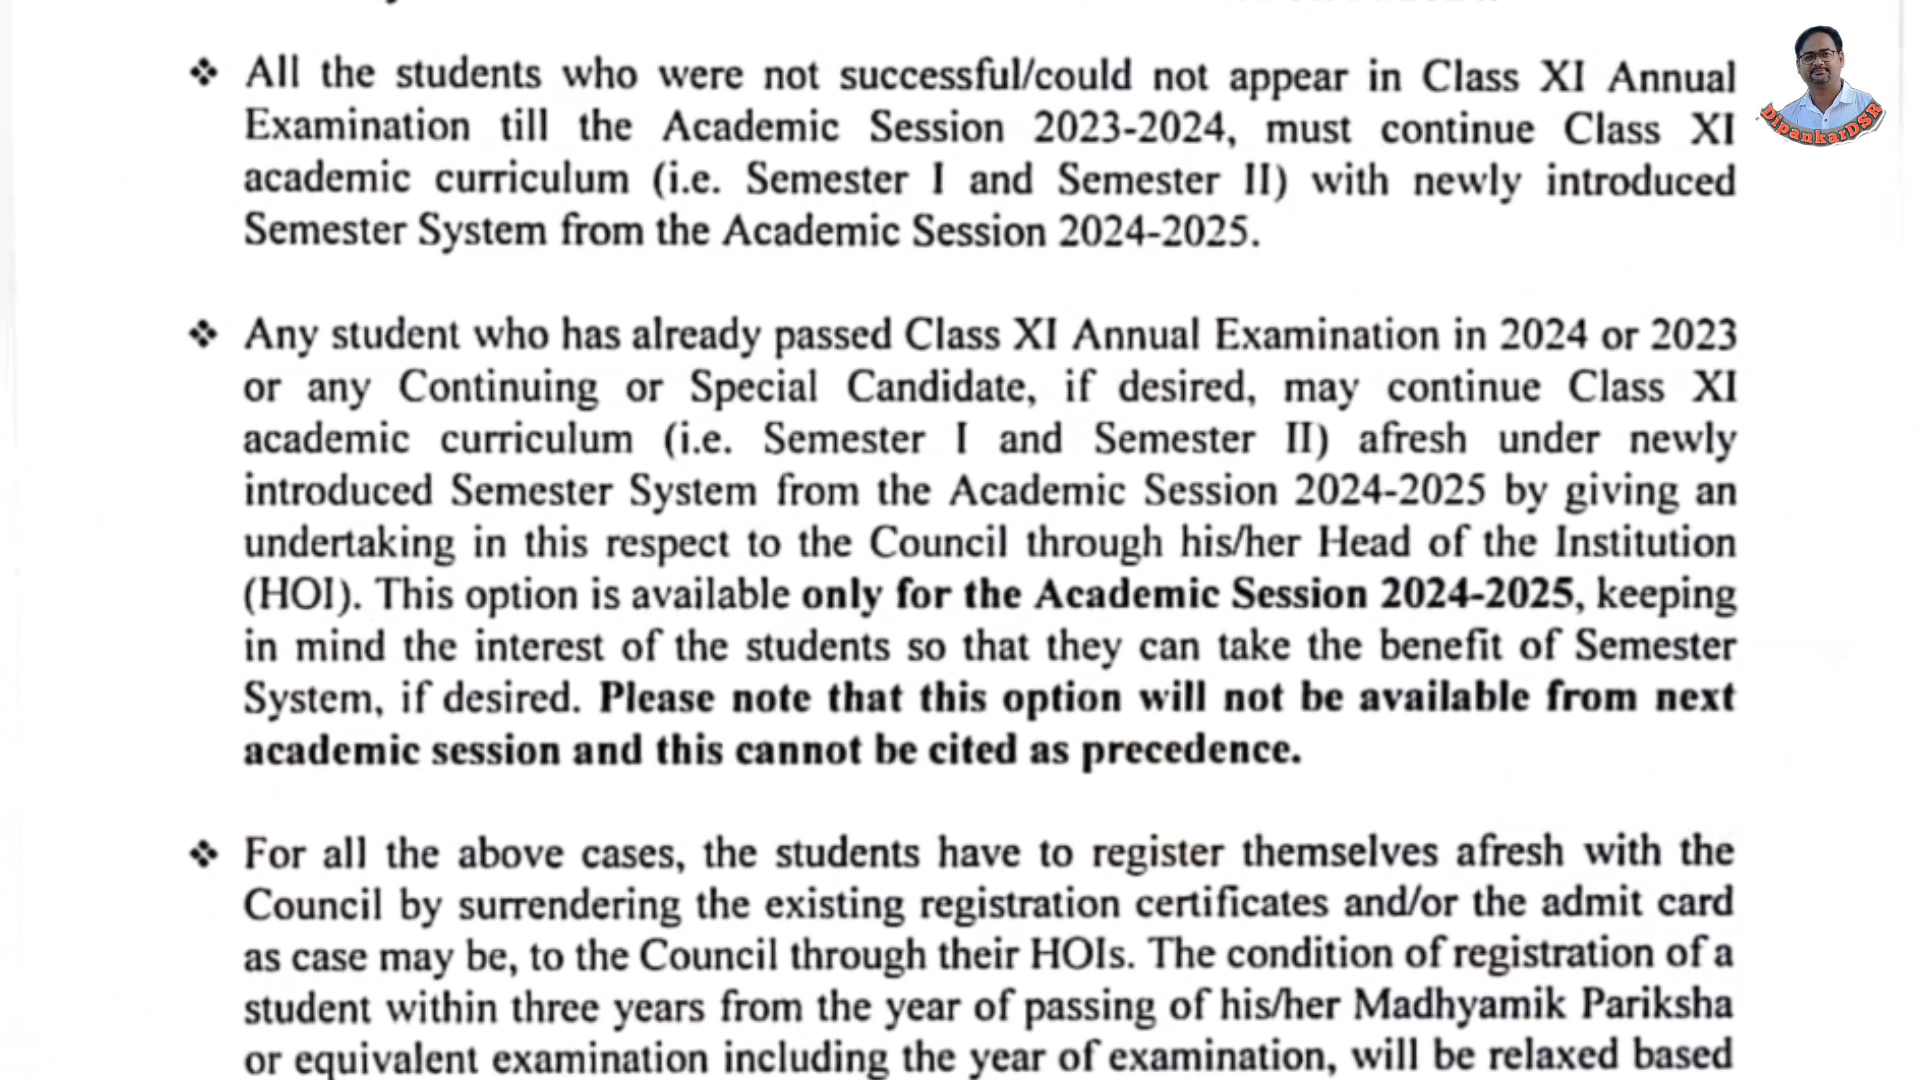 ❖ All the students who were not successful/could not appear in Class XI Annual
Examination till the Academic Session 2023-2024, must continue Class XI
academic curriculum (i.e. Semester I and Semester II) with newly introduced
Semester System from the Academic Session 2024-2025.
❖ Any student who has already passed Class XI Annual Examination in 2024 or 2023
or any Continuing or Special Candidate, if desired, may continue Class XI
academic curriculum (i.e. Semester I and Semester II) afresh under newly
introduced Semester System from the Academic Session 2024-2025 by giving an
undertaking in this respect to the Council through his/her Head of the Institution
(HOI). This option is available only for the Academic Session 2024-2025, keeping
in mind the interest of the students so that they can take the benefit of Semester
System, if desired. Please note that this option will not be available from next
academic session and this cannot be cited as precedence.
❖ For all the above cases, the students have to register themselves afresh with the
Council by surrendering the existing registration certificates and/or the admit card
as case may be, to the Council through their HOIs. The condition of registration of a
student within three years from the year of passing of his/her Madhyamik Pariksha
or equivalent examination including the year of examination, will be relaxed based
DipankarDSR